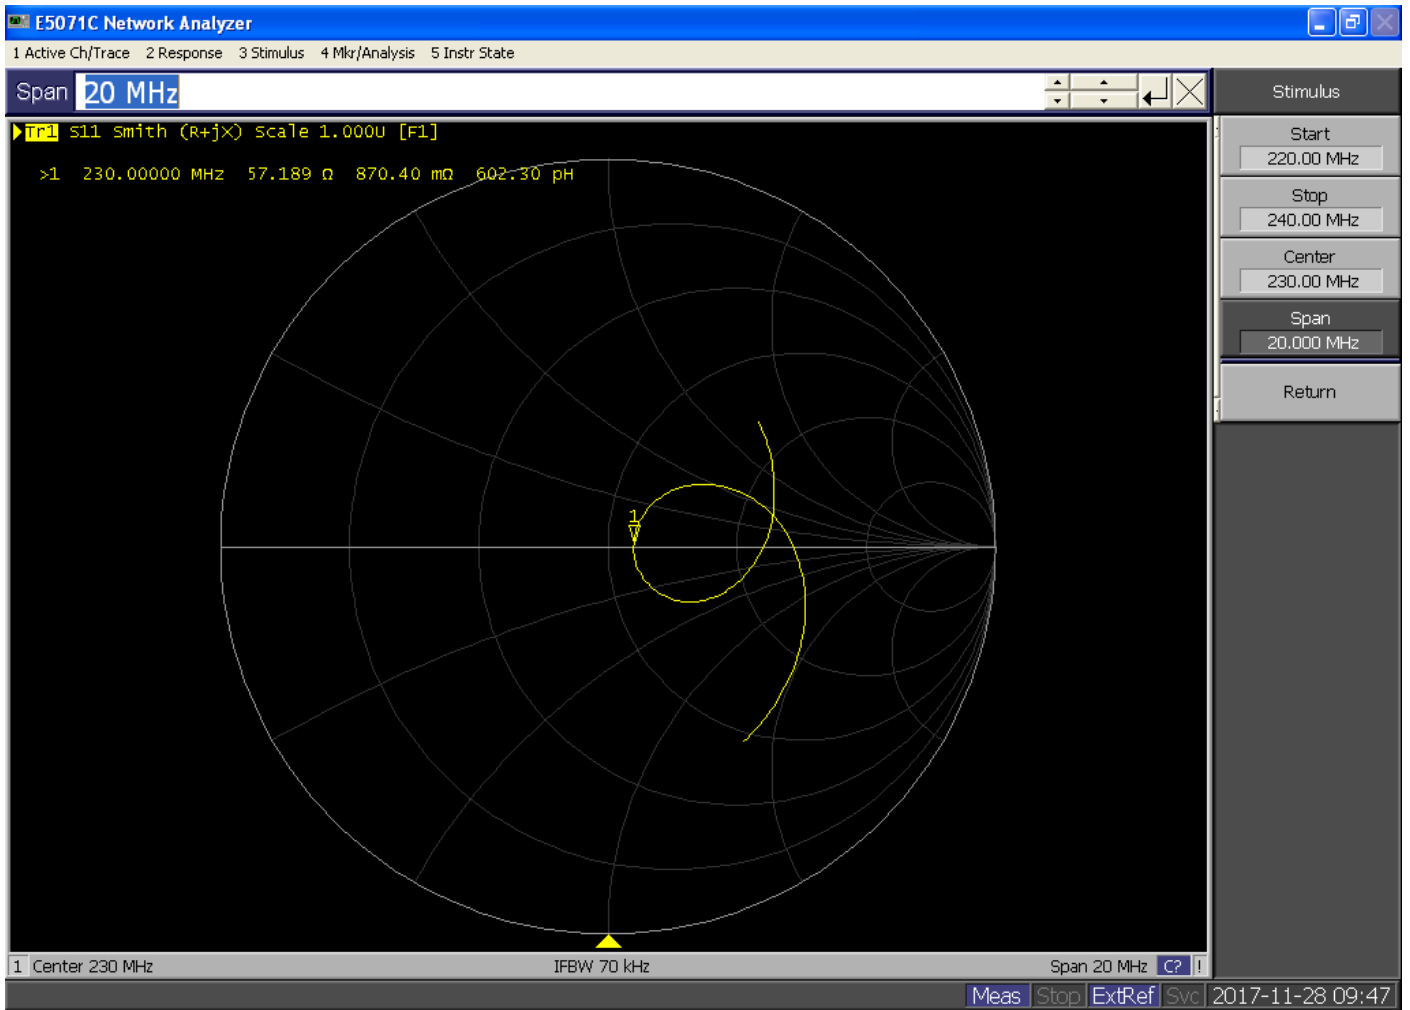 E5071C Network Analyzer
1 Active Ch/Trace 2 Response 3 Stimulus 4 Mkr/Analysis 5 Instr State
Span 20 MHz
Stimulus
Tr1 S11 Smith (R+jX) Scale 1.000U [F1]
>1 230.00000 MHz 57.189 Ω 870.40 mΩ 602.30 pH
1
Start
220.00 MHz
Stop
240.00 MHz
Center
230.00 MHz
Span
20.000 MHz
Return
1 Center 230 MHz IFBW 70 kHz Span 20 MHz C? !
Meas Stop ExtRef Svc 2017-11-28 09:47